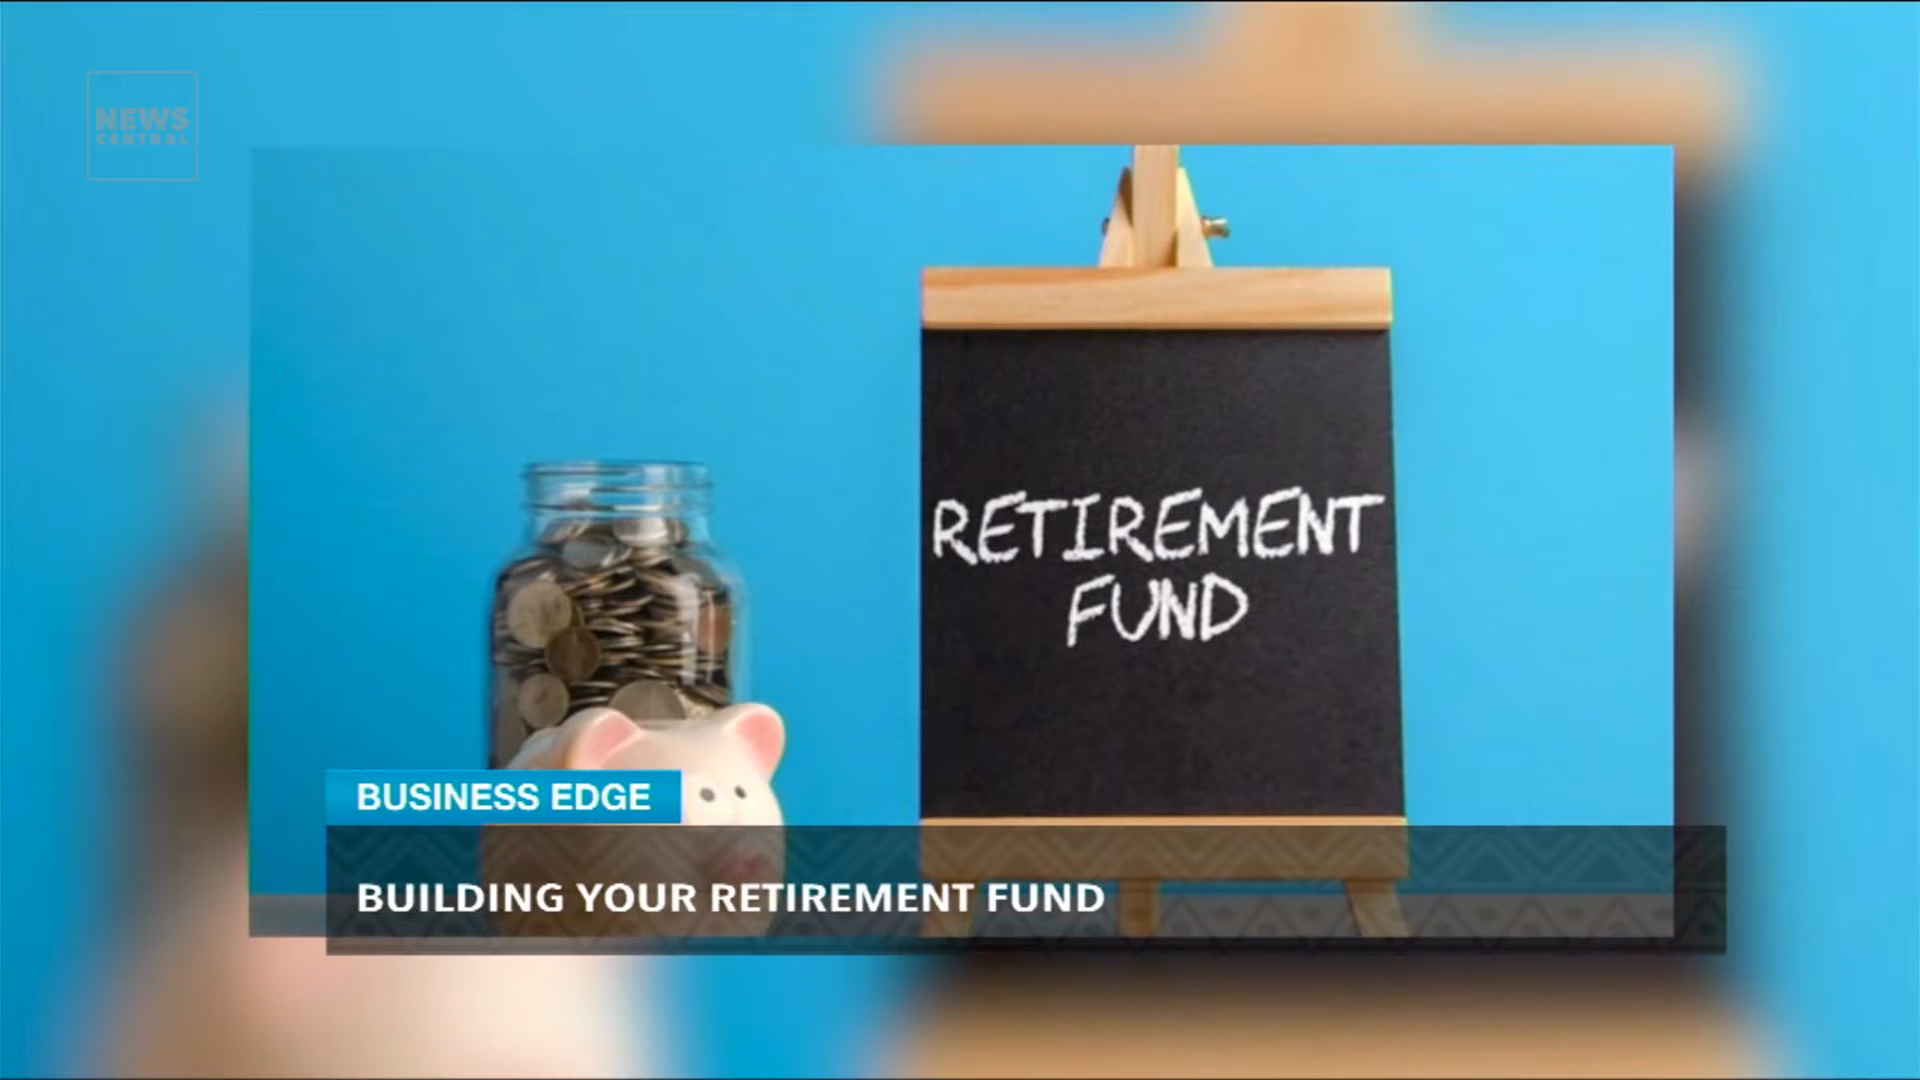 NEWS
CENTRAL
RETIREMENT
FUND
BUSINESS EDGE
BUILDING YOUR RETIREMENT FUND